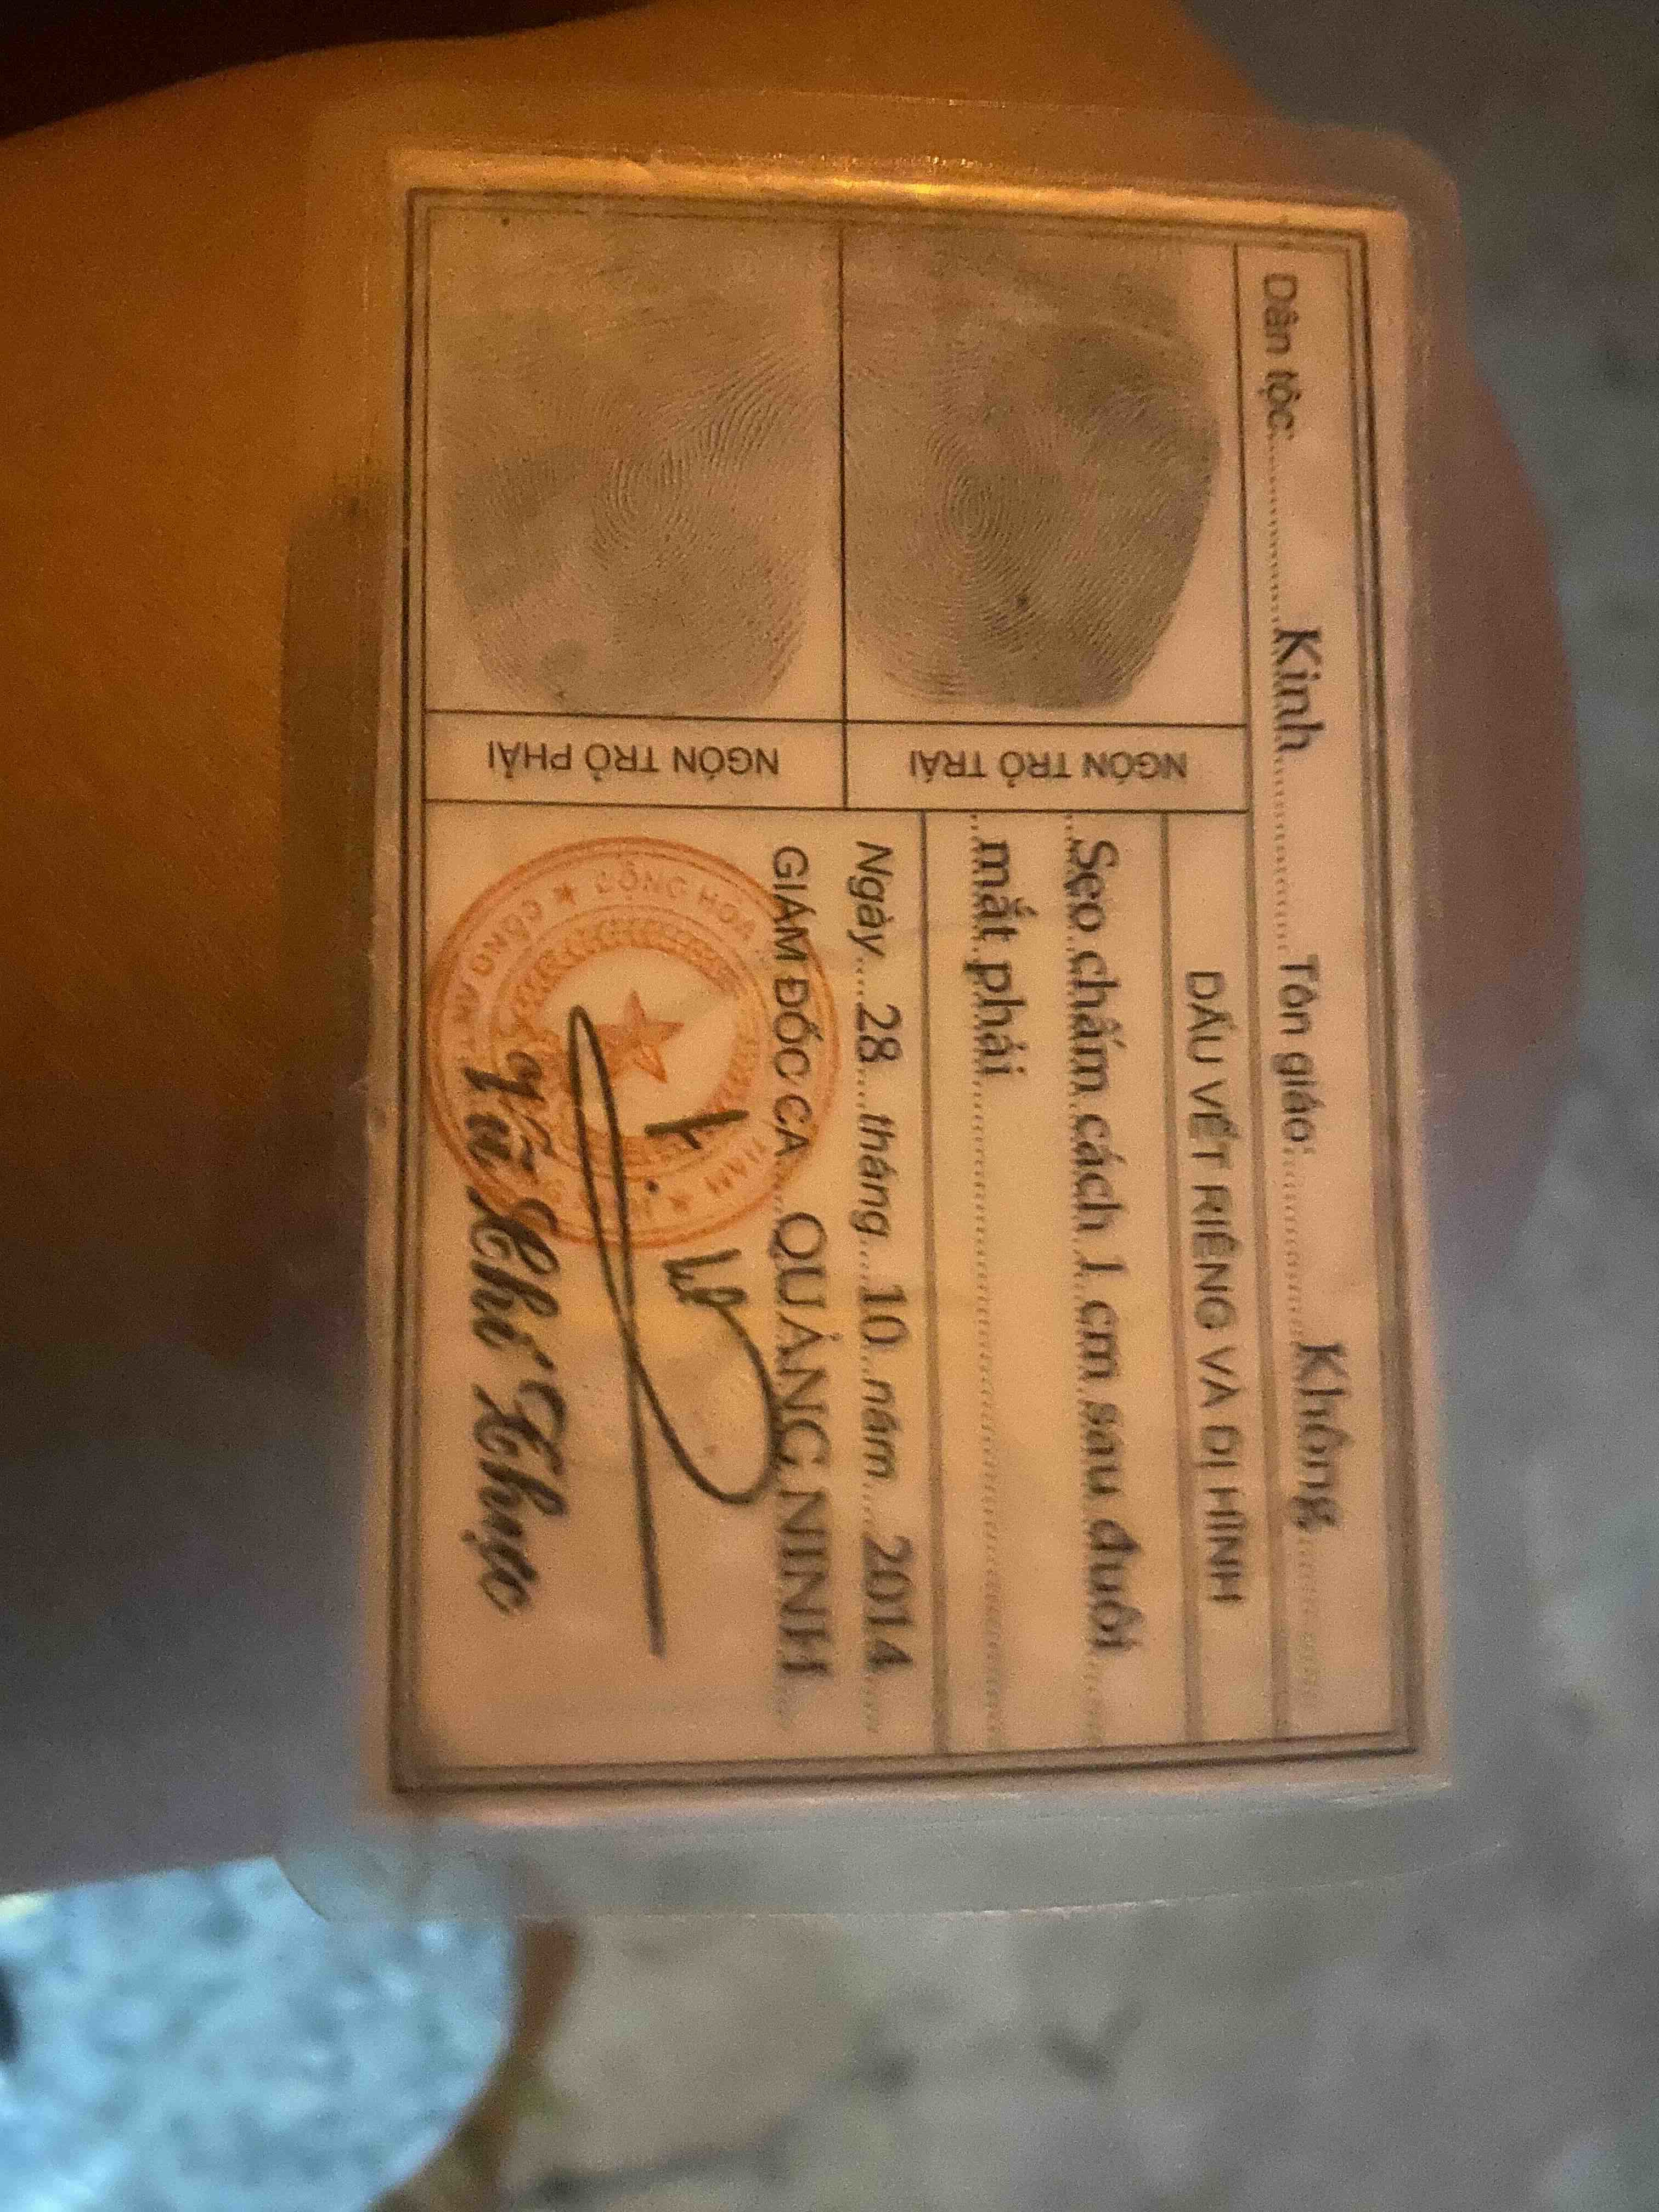 Dân tộc: Kinh Tôn giáo: Không
DẤU VẾT RIÊNG VÀ DỊ HÌNH
Sẹo chấm cách 1 cm sau đuôi
mắt phải
NGÓN TRỎ TRÁI
NGÓN TRỎ PHẢI
Ngày 28 tháng 10 năm 2014
GIÁM ĐỐC CA QUẢNG NINH
CỘNG HOÀ